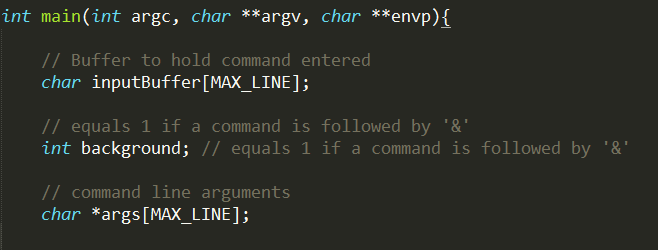 int main(int argc, char **argv, char **envp){
// Buffer to hold command entered
char inputBuffer[MAX_LINE];
// equals 1 if a command is followed by '&'
int background; // equals 1 if a command is followed by '&'
// command line arguments
char *args[MAX_LINE];